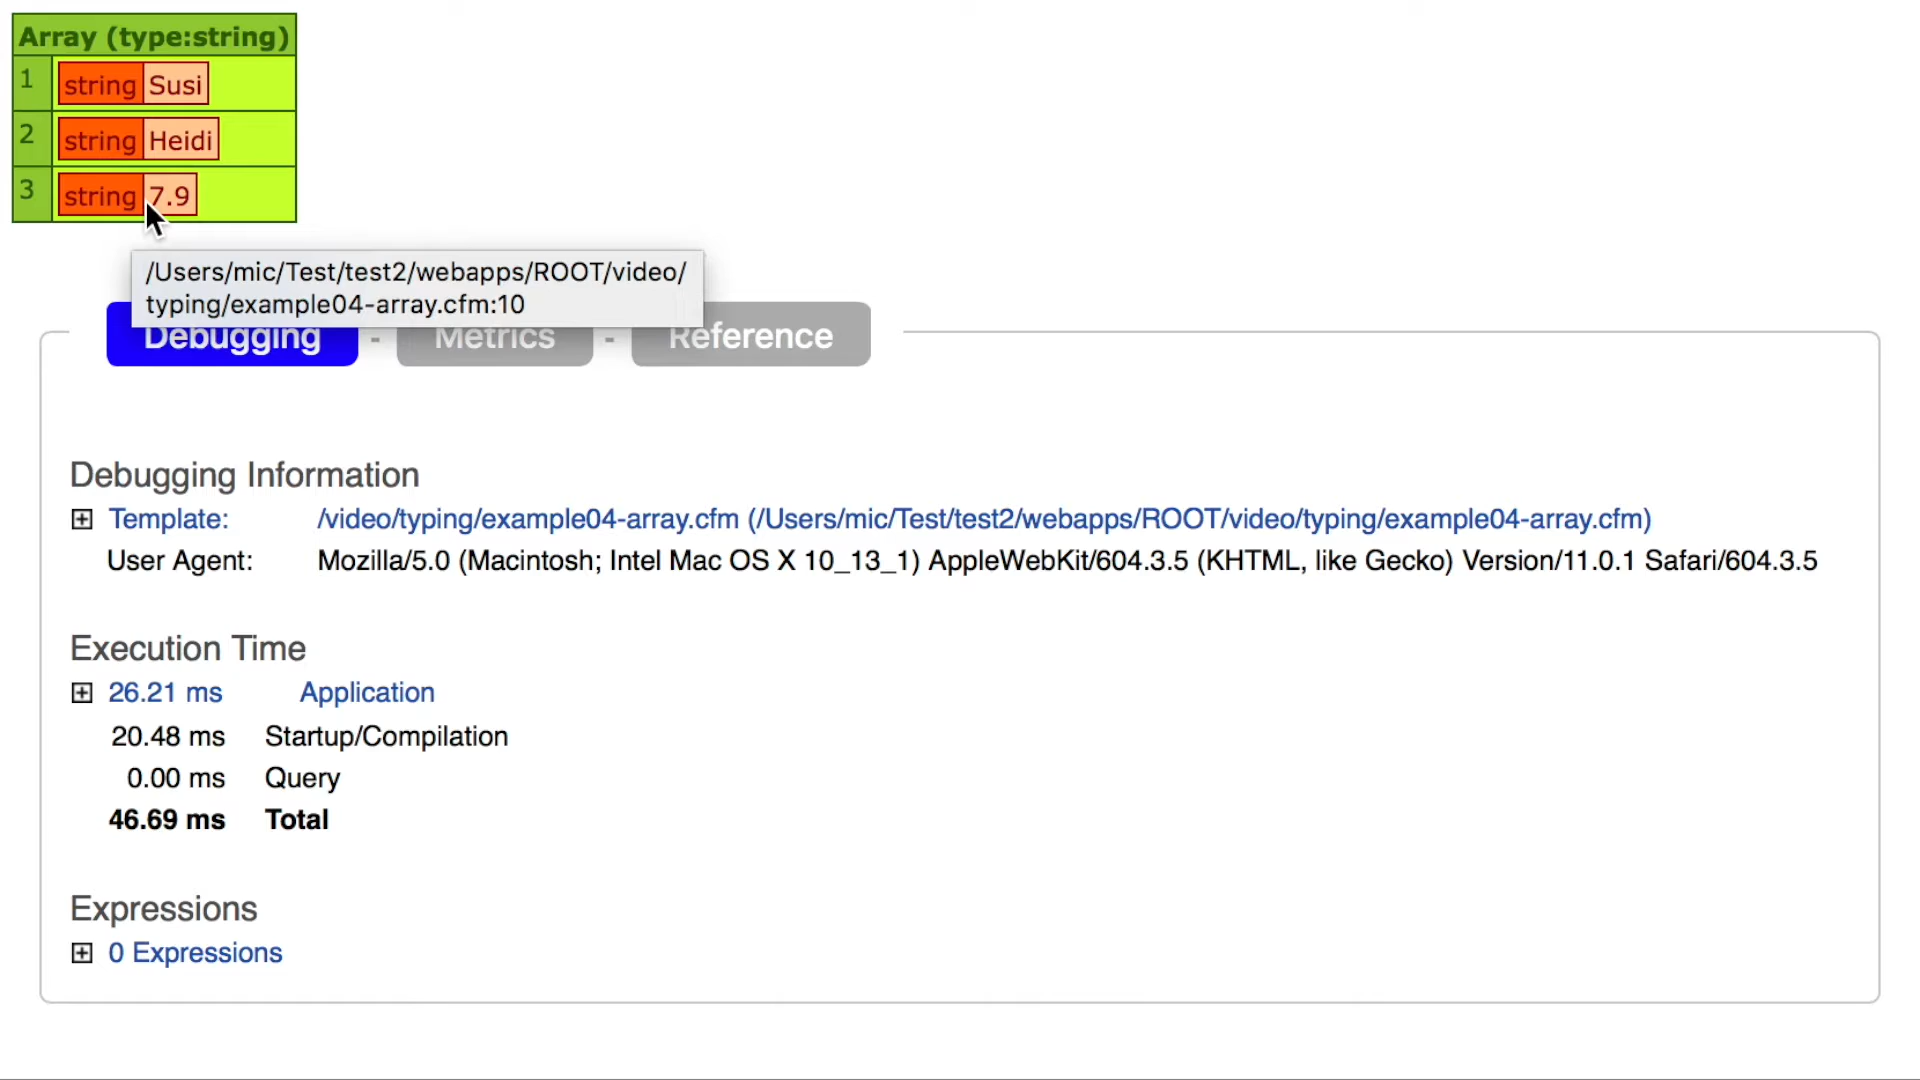 Array (type:string)
1 string Susi
2 string Heidi
3 string 7.9
/Users/mic/Test/test2/webapps/ROOT/video/
typing/example04-array.cfm:10
Debugging - Metrics - Reference
Debugging Information
Template: /video/typing/example04-array.cfm (/Users/mic/Test/test2/webapps/ROOT/video/typing/example04-array.cfm)
User Agent: Mozilla/5.0 (Macintosh; Intel Mac OS X 10_13_1) AppleWebKit/604.3.5 (KHTML, like Gecko) Version/11.0.1 Safari/604.3.5
Execution Time
26.21 ms Application
20.48 ms Startup/Compilation
0.00 ms Query
46.69 ms Total
Expressions
0 Expressions